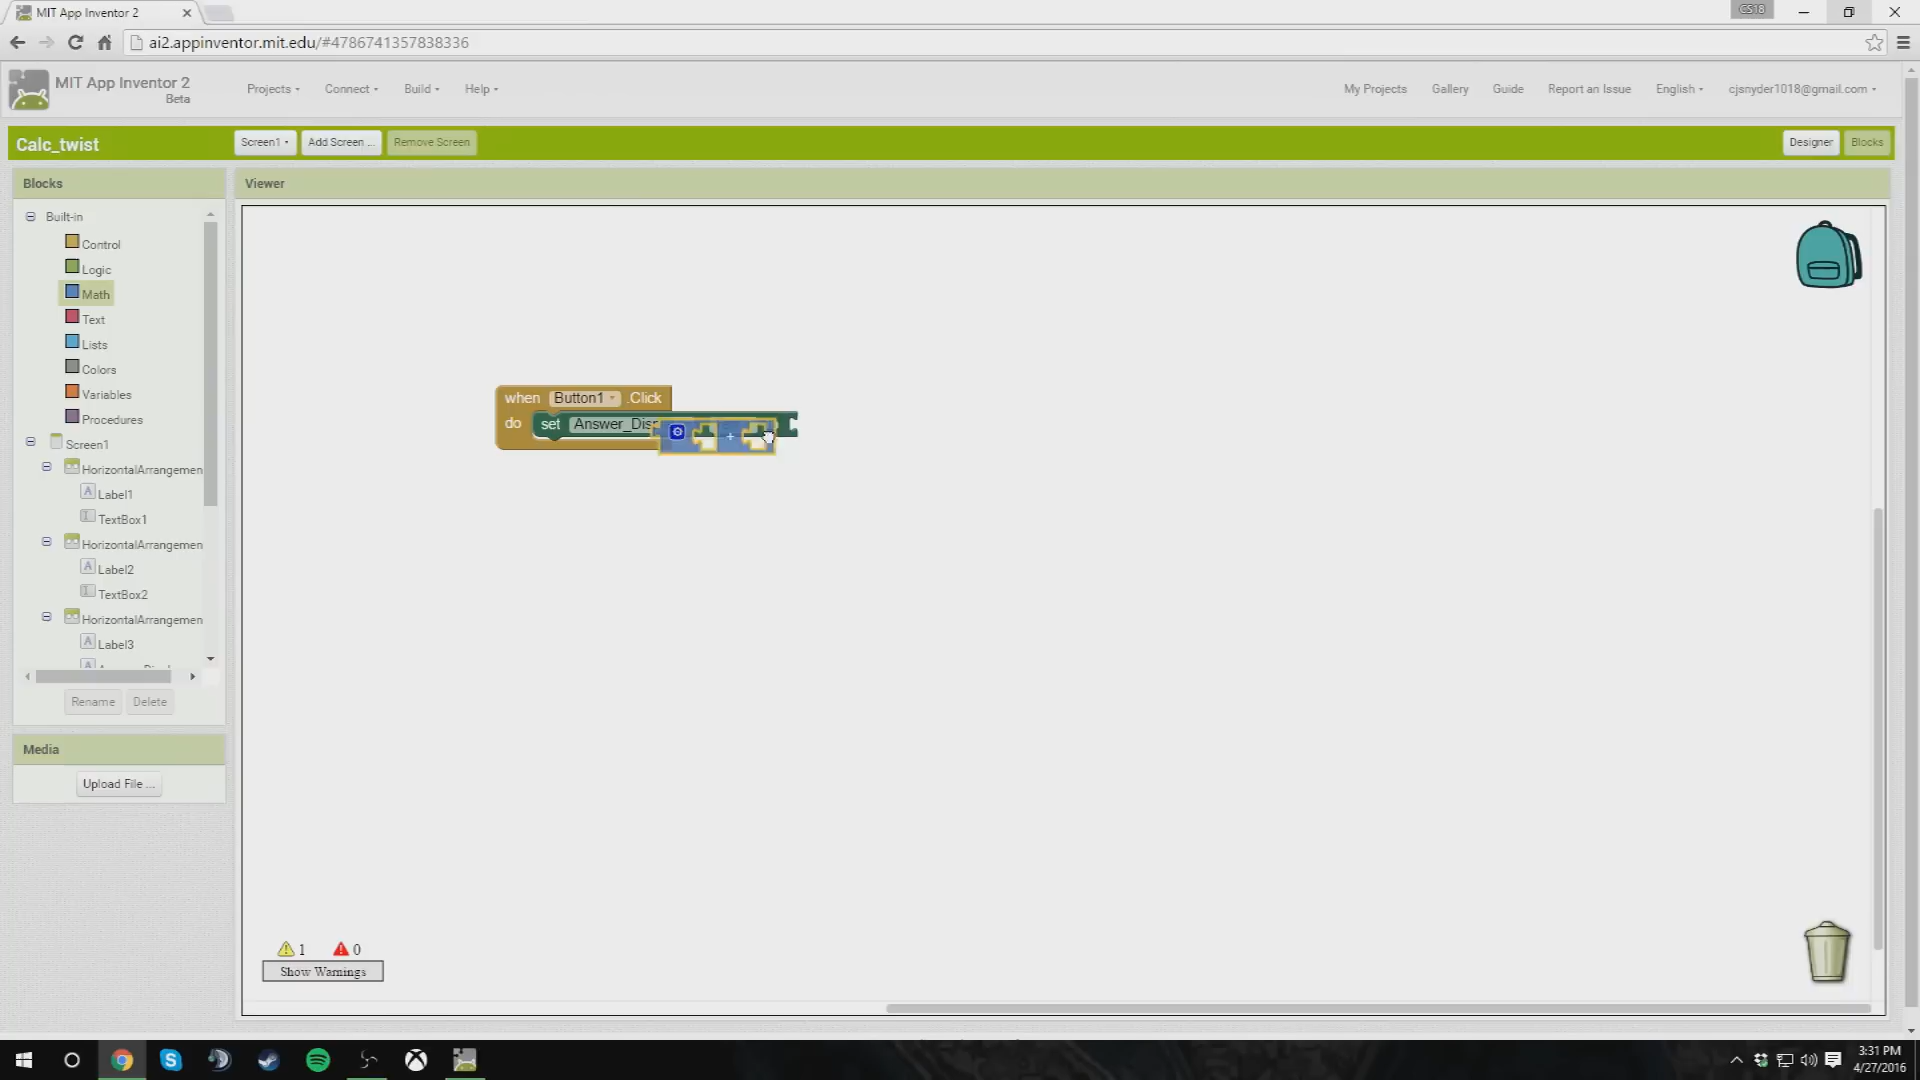 MIT App Inventor 2
CS18
ai2.appinventor.mit.edu/#4786741357838336
MIT App Inventor 2
Beta
Projects
Connect
Build
Help
My Projects
Gallery
Guide
Report an Issue
English
cjsnyder1018@gmail.com
Calc_twist
Screen1
Add Screen ...
Remove Screen
Designer
Blocks
Blocks
Viewer
Built-in
Control
Logic
Math
Text
Lists
Colors
Variables
Procedures
Screen1
HorizontalArrangemen
Label1
TextBox1
HorizontalArrangemen
Label2
TextBox2
HorizontalArrangemen
Label3
Rename
Delete
Media
Upload File ...
when Button1 .Click
do set Answer_Disp
+
1 0
Show Warnings
3:31 PM
4/27/2016